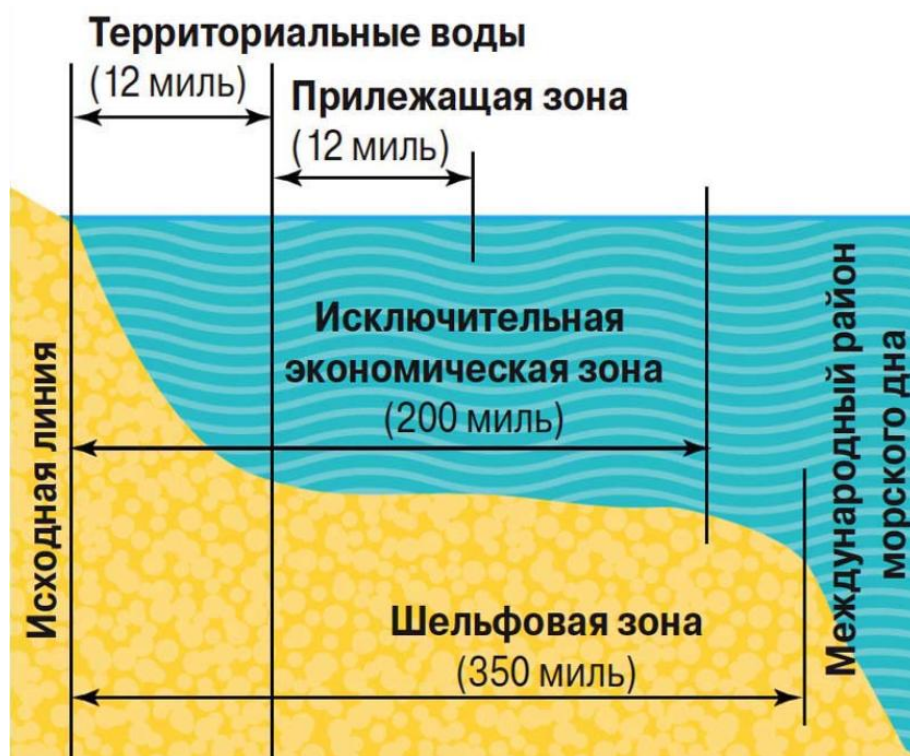 Территориальные воды
(12 миль)
Прилежащая зона
(12 миль)
Исключительная
экономическая зона
(200 миль)
Исходная линия
Международный район
морского дна
Шельфовая зона
(350 миль)